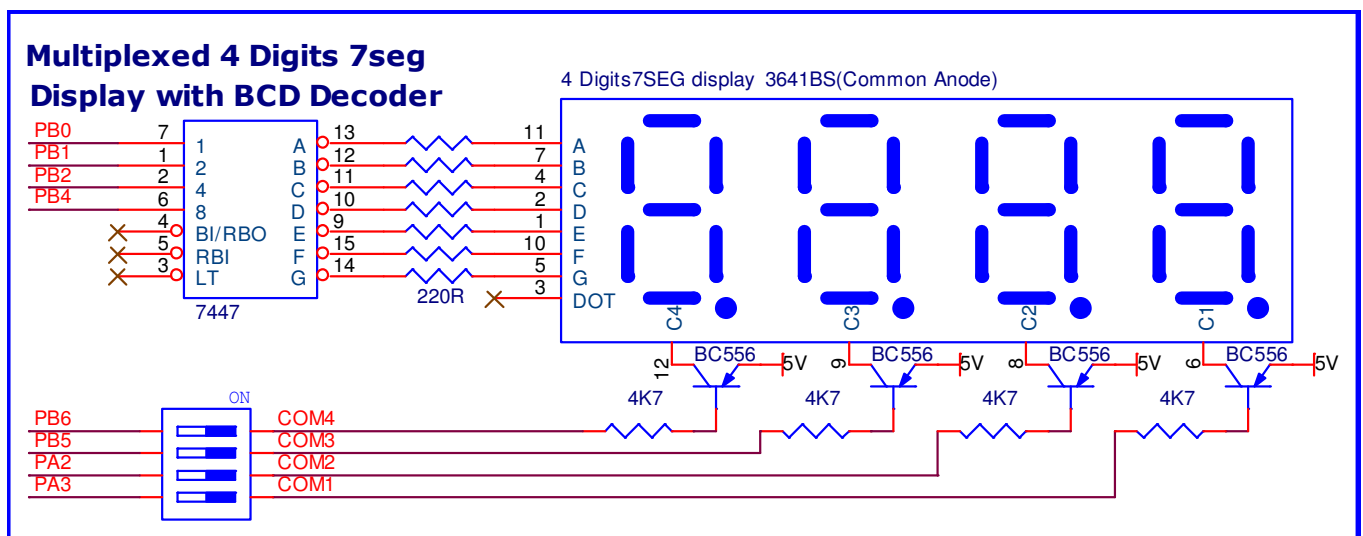 Multiplexed 4 Digits 7seg
Display with BCD Decoder
4 Digits7SEG display 3641BS(Common Anode)
PB0 7 1 A 13 11 A
PB1 1 2 B 12 7 B
PB2 2 4 C 11 4 C
PB4 6 8 D 10 2 D
4 BI/RBO E 9 1 E
5 RBI F 15 10 F
3 LT G 14 5 G
220R 3 DOT
7447
C4 C3 C2 C1
12 BC556 5V 9 BC556 5V 8 BC556 5V 6 BC556 5V
4K7 4K7 4K7 4K7
ON
PB6 COM4
PB5 COM3
PA2 COM2
PA3 COM1